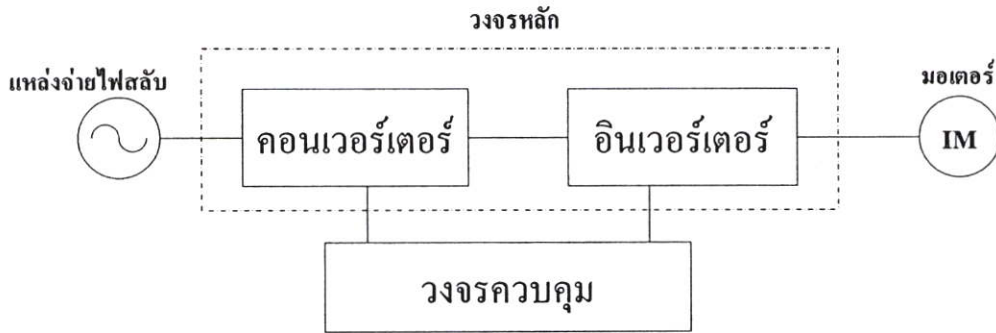 วงจรหลัก
แหล่งจ่ายไฟสลับ
มอเตอร์
คอนเวอร์เตอร์
อินเวอร์เตอร์
IM
วงจรควบคุม